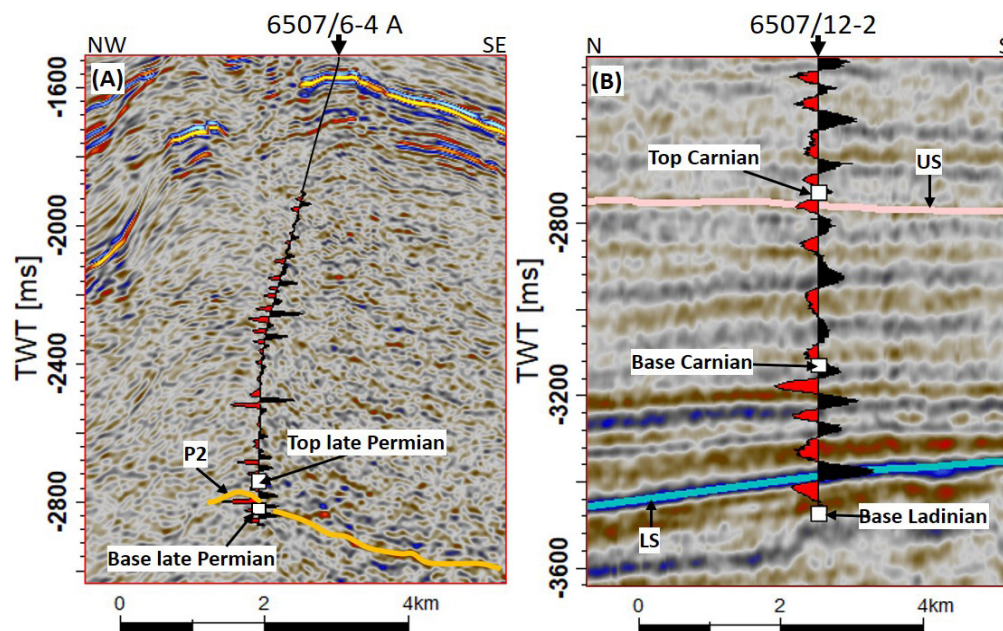 6507/6-4 A
NW
SE
(A)
TWT [ms]
-1600
-2000
-2400
-2800
P2
Top late Permian
Base late Permian
0
2
4km
6507/12-2
N
S
(B)
TWT [ms]
-2800
-3200
-3600
Top Carnian
US
Base Carnian
LS
Base Ladinian
0
2
4km